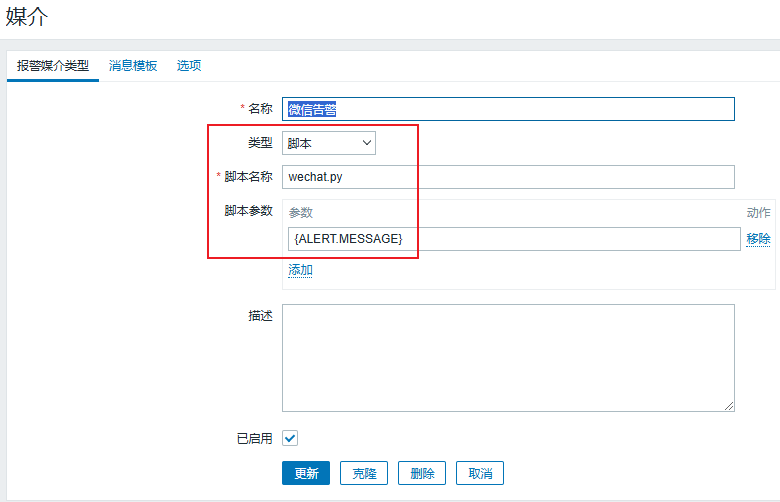 媒介
报警媒介类型 消息模板 选项
* 名称 微信告警
类型 脚本
* 脚本名称 wechat.py
脚本参数 参数 动作
{ALERT.MESSAGE} 移除
添加
描述
已启用
更新 克隆 删除 取消